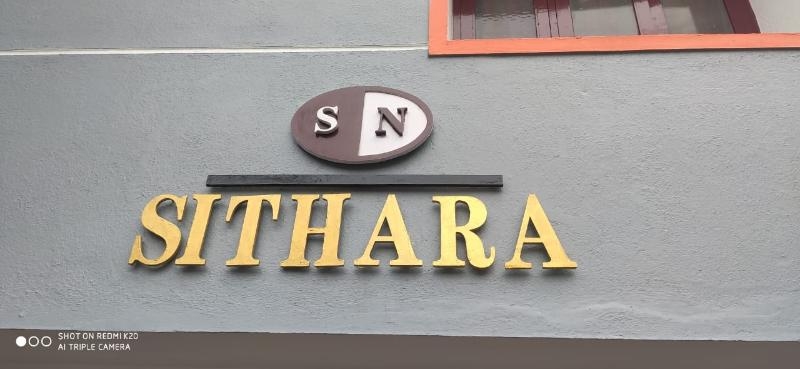 S N
SITHARA
SHOT ON REDMI K20
AI TRIPLE CAMERA